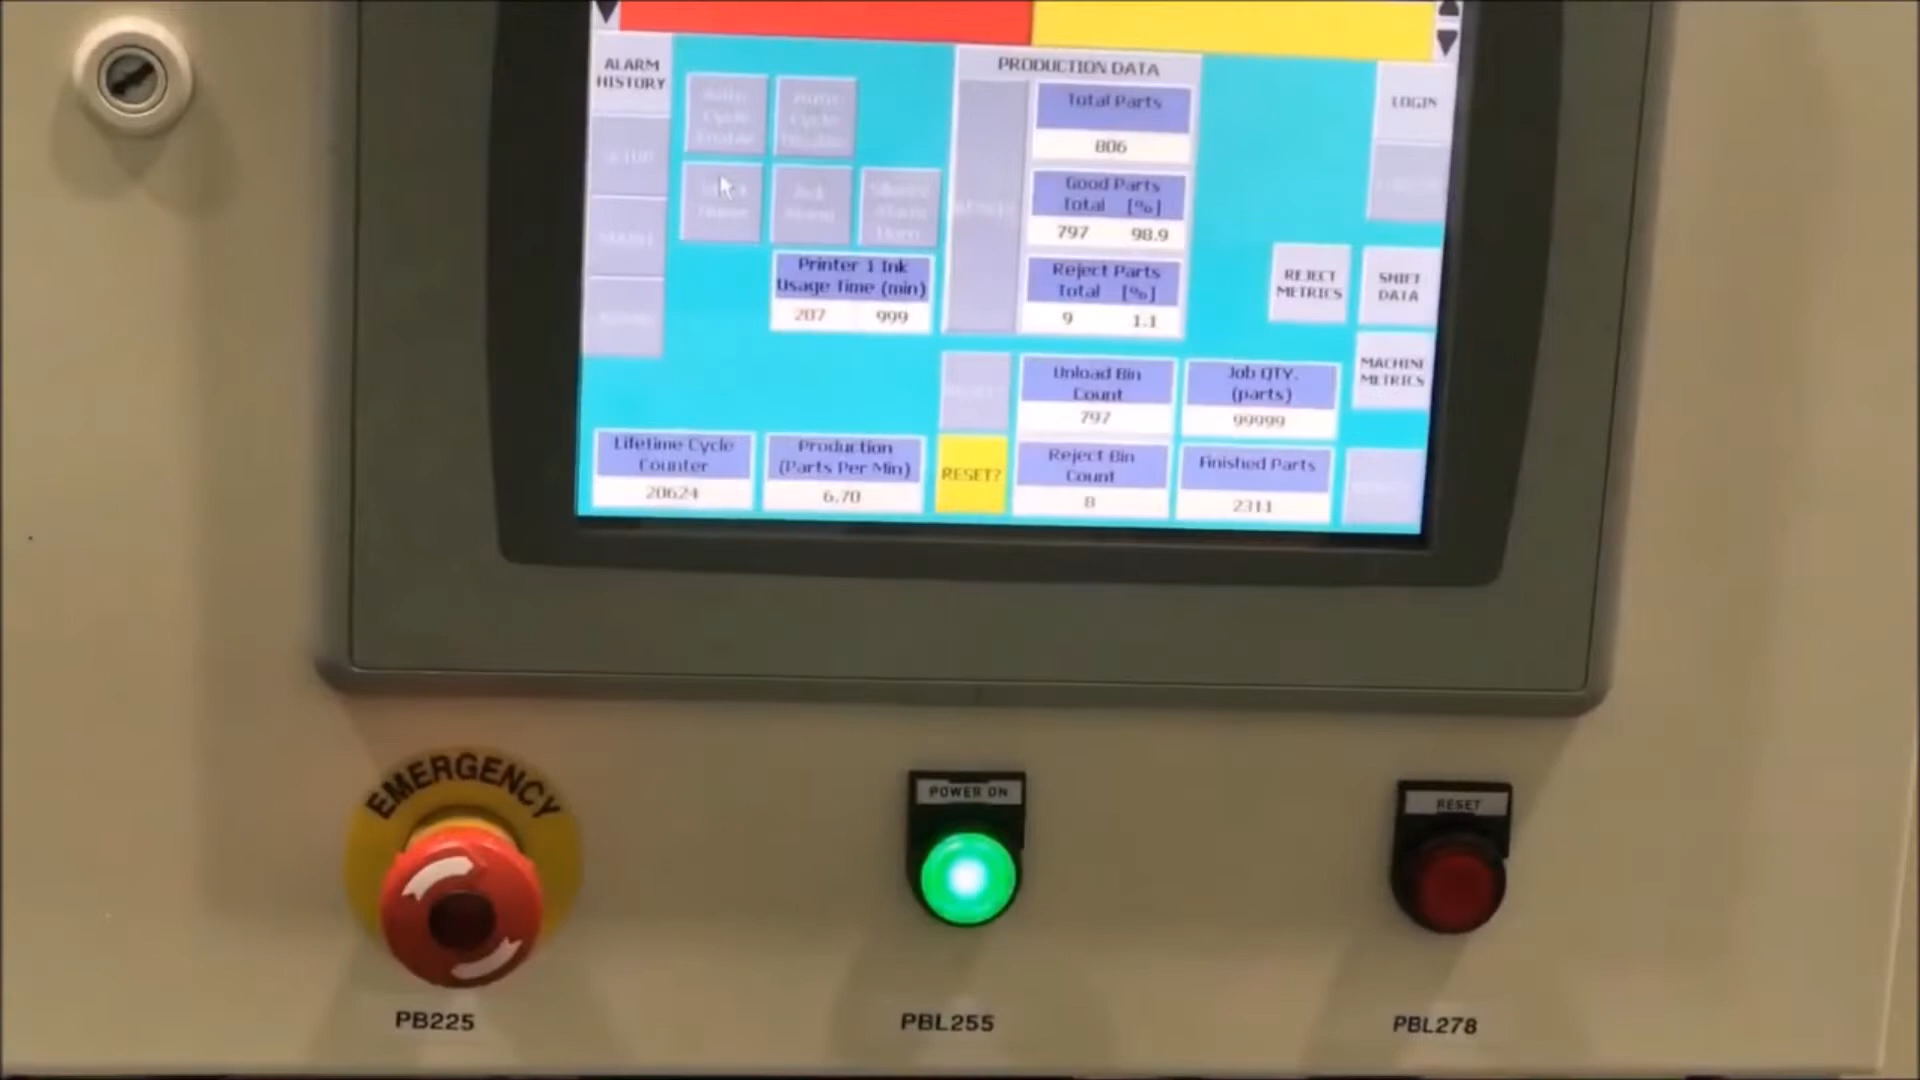 ALARM
HISTORY
PRODUCTION DATA
Total Parts
806
Good Parts
Total [%]
797 98.9
Reject Parts
Total [%]
9 1.1
LOGIN
Printer 1 Ink
Usage Time (min)
207 999
REJECT
METRICS
SHIFT
DATA
MACHINE
METRICS
Unload Bin
Count
797
Job QTY.
(parts)
99999
Lifetime Cycle
Counter
20624
Production
(Parts Per Min)
6.70
RESET?
Reject Bin
Count
8
Finished Parts
2311
EMERGENCY
POWER ON
RESET
PB225
PBL255
PBL278